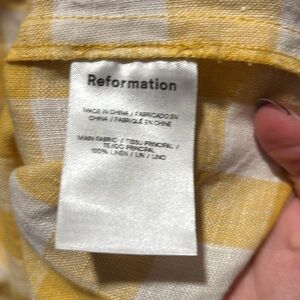 Reformation
MADE IN CHINA / FABRICADO EN
CHINA / FABRIQUÉ EN CHINE
MAIN FABRIC / TISSU PRINCIPAL /
TEJIDO PRINCIPAL
100% LINEN / LIN / LINO